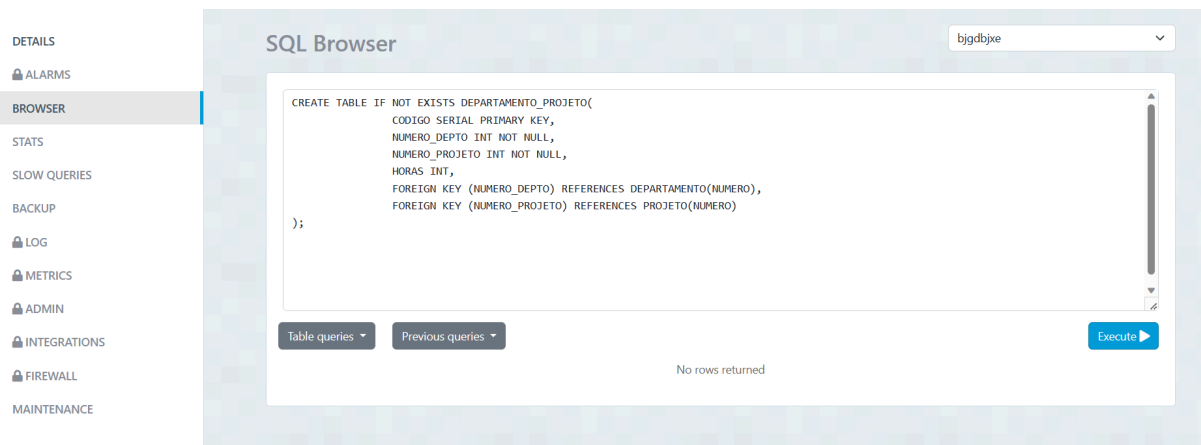 DETAILS
ALARMS
BROWSER
STATS
SLOW QUERIES
BACKUP
LOG
METRICS
ADMIN
INTEGRATIONS
FIREWALL
MAINTENANCE
SQL Browser
bjgdbjxe
CREATE TABLE IF NOT EXISTS DEPARTAMENTO_PROJETO(
CODIGO SERIAL PRIMARY KEY,
NUMERO_DEPTO INT NOT NULL,
NUMERO_PROJETO INT NOT NULL,
HORAS INT,
FOREIGN KEY (NUMERO_DEPTO) REFERENCES DEPARTAMENTO(NUMERO),
FOREIGN KEY (NUMERO_PROJETO) REFERENCES PROJETO(NUMERO)
);
Table queries
Previous queries
Execute
No rows returned